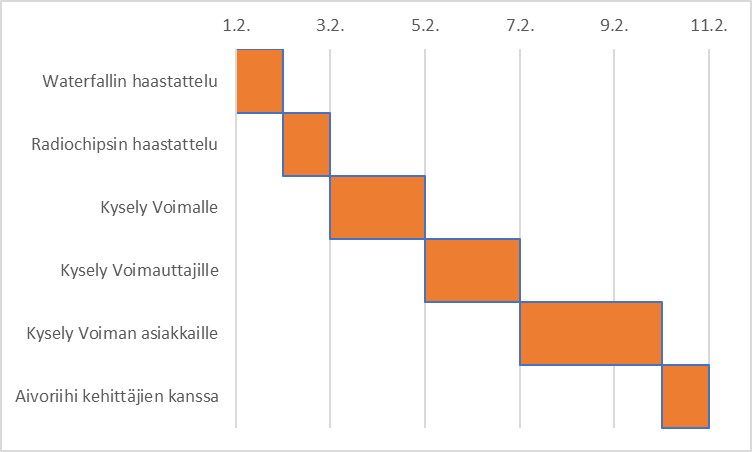 1.2. 3.2. 5.2. 7.2. 9.2. 11.2.
Waterfallin haastattelu
Radiochipsin haastattelu
Kysely Voimalle
Kysely Voimauttajille
Kysely Voiman asiakkaille
Aivoriihi kehittäjien kanssa